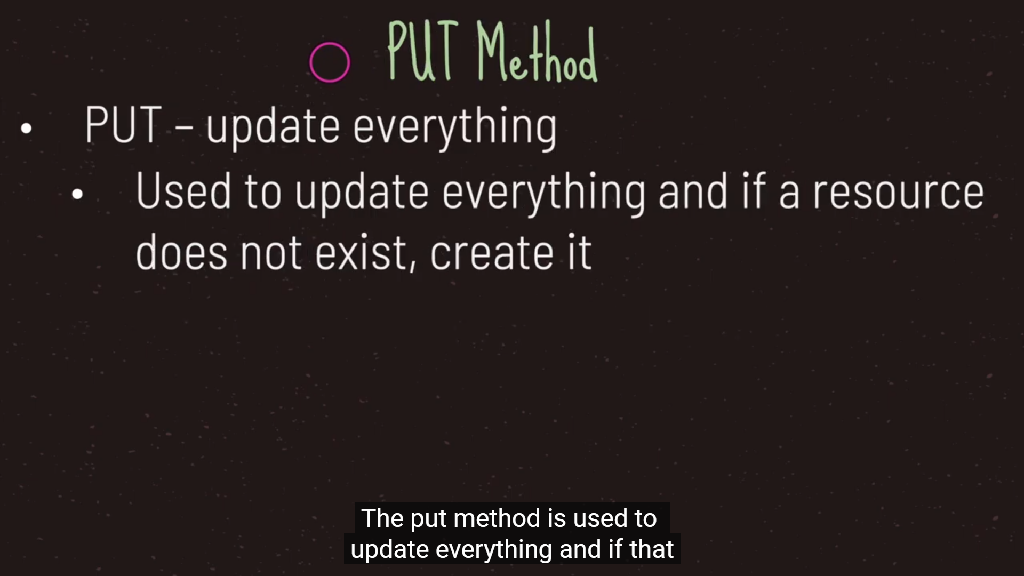 PUT Method
• PUT – update everything
• Used to update everything and if a resource
does not exist, create it
The put method is used to
update everything and if that